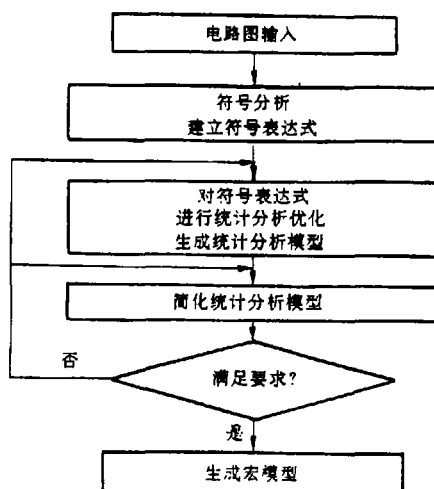 电路图输入
符号分析
建立符号表达式
对符号表达式
进行统计分析优化
生成统计分析模型
简化统计分析模型
否
满足要求?
是
生成宏模型